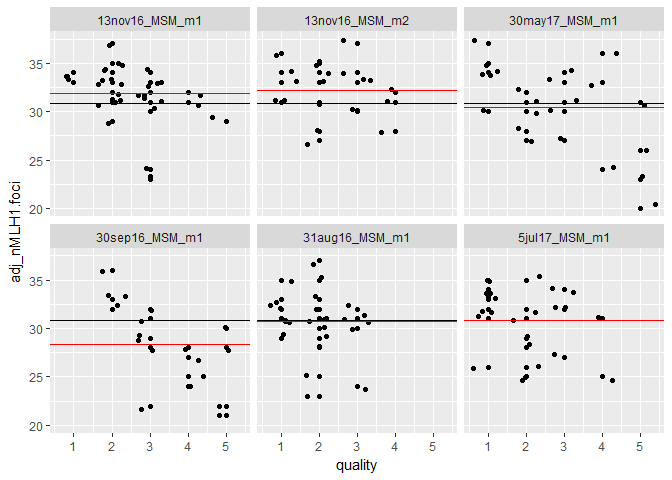 13nov16_MSM_m1 13nov16_MSM_m2 30may17_MSM_m1
35
30
25
20
30sep16_MSM_m1 31aug16_MSM_m1 5jul17_MSM_m1
35
30
25
20
1 2 3 4 5 1 2 3 4 5 1 2 3 4 5
quality
adj_nMLH1.foci